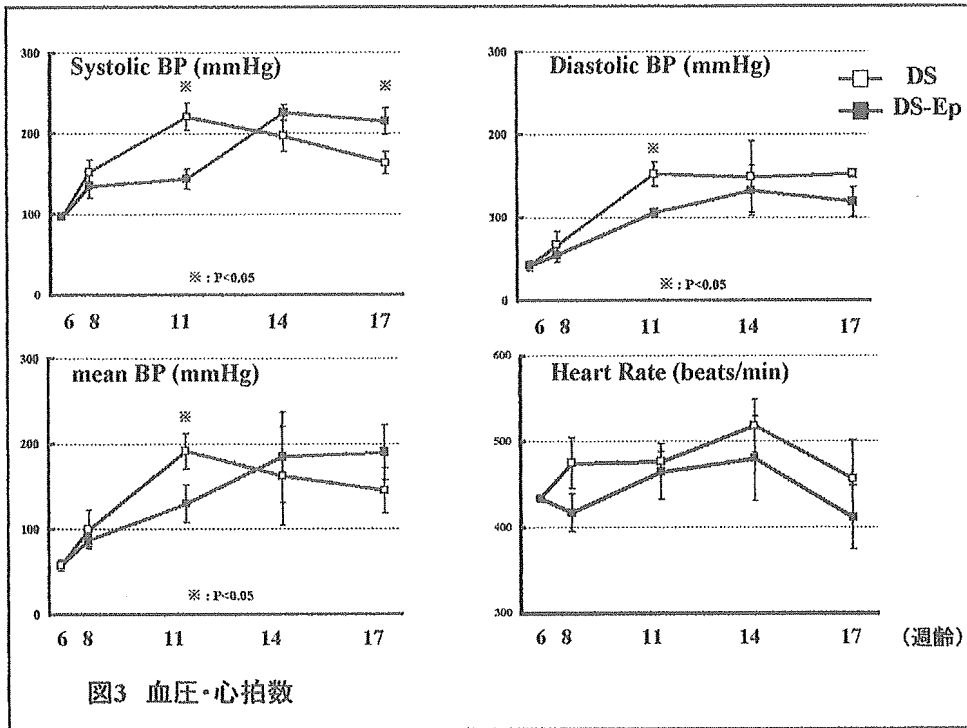 Systolic BP (mmHg)
300
200
100
0
※
※
※ : P<0.05
6 8 11 14 17
Diastolic BP (mmHg)
300
200
100
0
※
※ : P<0.05
6 8 11 14 17
DS
DS-Ep
mean BP (mmHg)
300
200
100
0
※
※ : P<0.05
6 8 11 14 17
Heart Rate (beats/min)
600
500
400
300
6 8 11 14 17 (週齢)
図3 血圧・心拍数